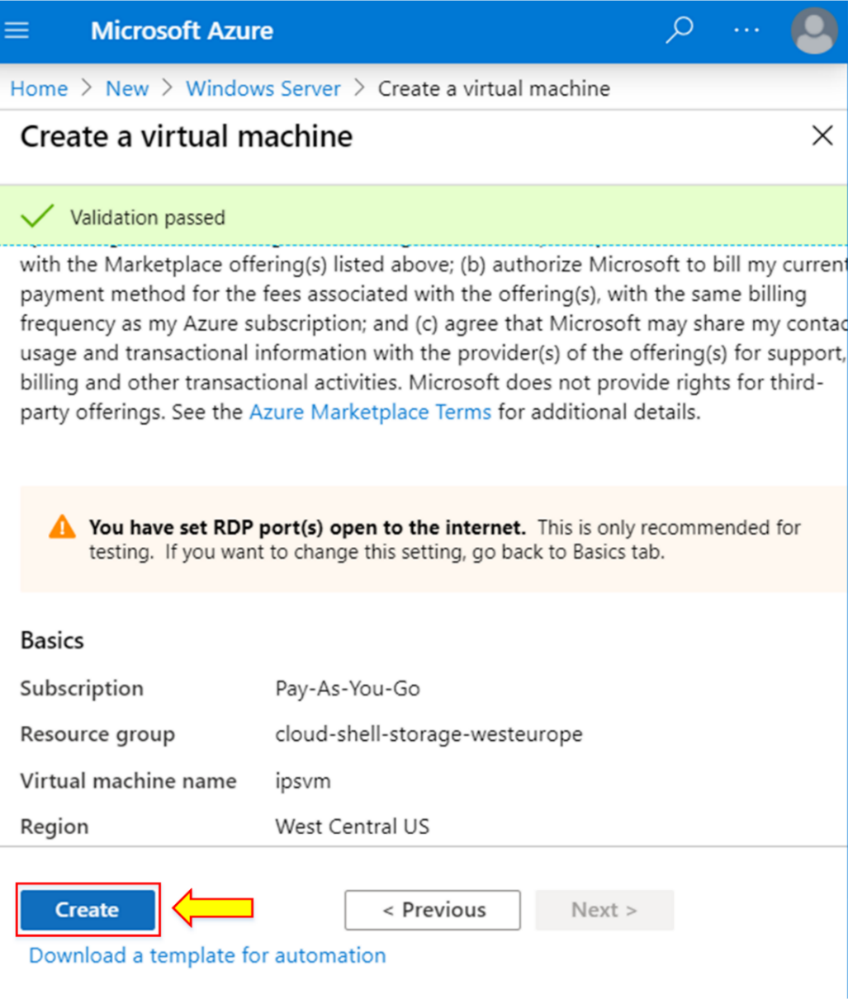 Microsoft Azure
Home > New > Windows Server > Create a virtual machine
Create a virtual machine
Validation passed
with the Marketplace offering(s) listed above; (b) authorize Microsoft to bill my current
payment method for the fees associated with the offering(s), with the same billing
frequency as my Azure subscription; and (c) agree that Microsoft may share my contac
usage and transactional information with the provider(s) of the offering(s) for support,
billing and other transactional activities. Microsoft does not provide rights for third-
party offerings. See the Azure Marketplace Terms for additional details.
You have set RDP port(s) open to the internet. This is only recommended for
testing. If you want to change this setting, go back to Basics tab.
Basics
Subscription Pay-As-You-Go
Resource group cloud-shell-storage-westeurope
Virtual machine name ipsvm
Region West Central US
Create < Previous Next >
Download a template for automation